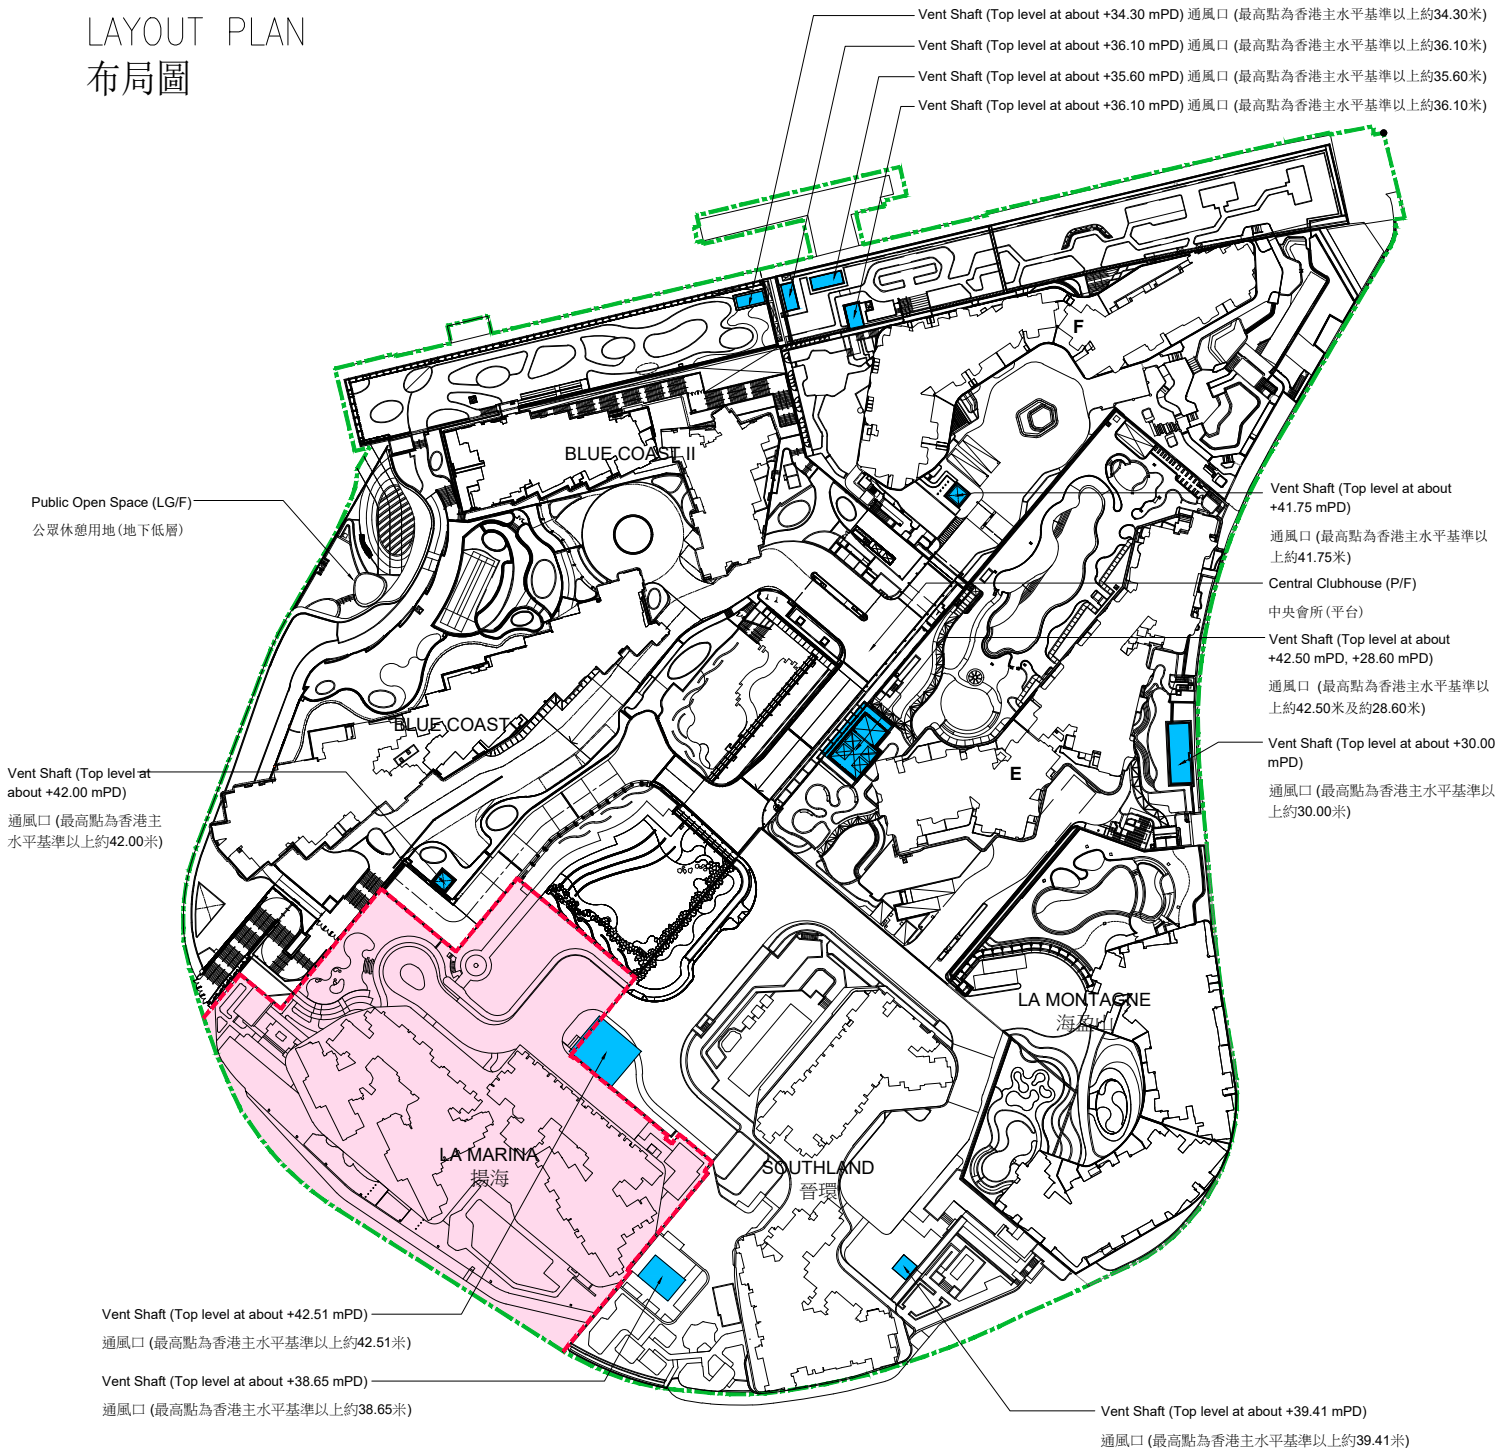 LAYOUT PLAN
布局圖
Vent Shaft (Top level at about +34.30 mPD) 通風口 (最高點為香港主水平基準以上約34.30米)
Vent Shaft (Top level at about +36.10 mPD) 通風口 (最高點為香港主水平基準以上約36.10米)
Vent Shaft (Top level at about +35.60 mPD) 通風口 (最高點為香港主水平基準以上約35.60米)
Vent Shaft (Top level at about +36.10 mPD) 通風口 (最高點為香港主水平基準以上約36.10米)
F
BLUE COAST II
Public Open Space (LG/F)
公眾休憩用地(地下低層)
Vent Shaft (Top level at about
+41.75 mPD)
通風口 (最高點為香港主水平基準以
上約41.75米)
Central Clubhouse (P/F)
中央會所(平台)
Vent Shaft (Top level at about
+42.50 mPD, +28.60 mPD)
通風口 (最高點為香港主水平基準以
上約42.50米及約28.60米)
BLUE COAST
Vent Shaft (Top level at about +30.00
mPD)
通風口 (最高點為香港主水平基準以
上約30.00米)
E
Vent Shaft (Top level at
about +42.00 mPD)
通風口 (最高點為香港主
水平基準以上約42.00米)
LA MONTAGNE
海盈山
LA MARINA
揚海
SOUTHLAND
晉環
Vent Shaft (Top level at about +42.51 mPD)
通風口 (最高點為香港主水平基準以上約42.51米)
Vent Shaft (Top level at about +38.65 mPD)
通風口 (最高點為香港主水平基準以上約38.65米)
Vent Shaft (Top level at about +39.41 mPD)
通風口 (最高點為香港主水平基準以上約39.41米)